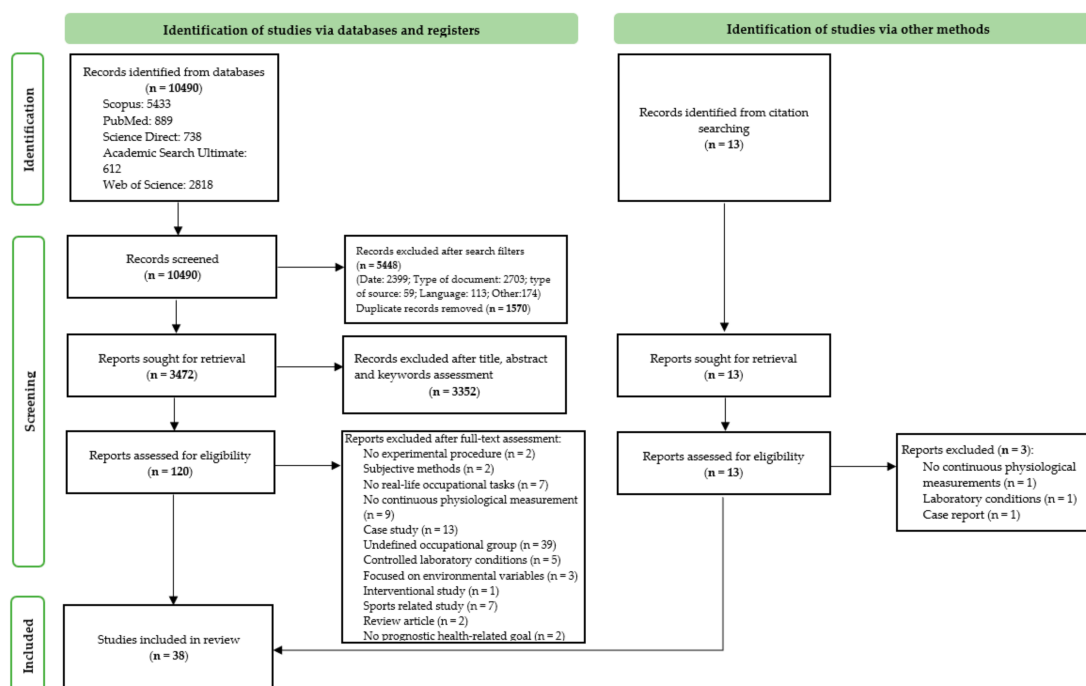 Identification of studies via databases and registers
Identification of studies via other methods
Identification
Records identified from databases
(n = 10490)
Scopus: 5433
PubMed: 889
Science Direct: 738
Academic Search Ultimate:
612
Web of Science: 2818
Records identified from citation
searching
(n = 13)
Screening
Records screened
(n = 10490)
Records excluded after search filters
(n = 5448)
(Date: 2399; Type of document: 2703; type
of source: 59; Language: 113; Other:174)
Duplicate records removed (n = 1570)
Reports sought for retrieval
(n = 3472)
Records excluded after title, abstract
and keywords assessment
(n = 3352)
Reports sought for retrieval
(n = 13)
Reports assessed for eligibility
(n = 120)
Reports excluded after full-text assessment:
No experimental procedure (n = 2)
Subjective methods (n = 2)
No real-life occupational tasks (n = 7)
No continuous physiological measurement
(n = 9)
Case study (n = 13)
Undefined occupational group (n = 39)
Controlled laboratory conditions (n = 5)
Focused on environmental variables (n = 3)
Interventional study (n = 1)
Sports related study (n = 7)
Review article (n = 2)
No prognostic health-related goal (n = 2)
Reports assessed for eligibility
(n = 13)
Reports excluded (n = 3):
No continuous physiological
measurements (n = 1)
Laboratory conditions (n = 1)
Case report (n = 1)
Included
Studies included in review
(n = 38)